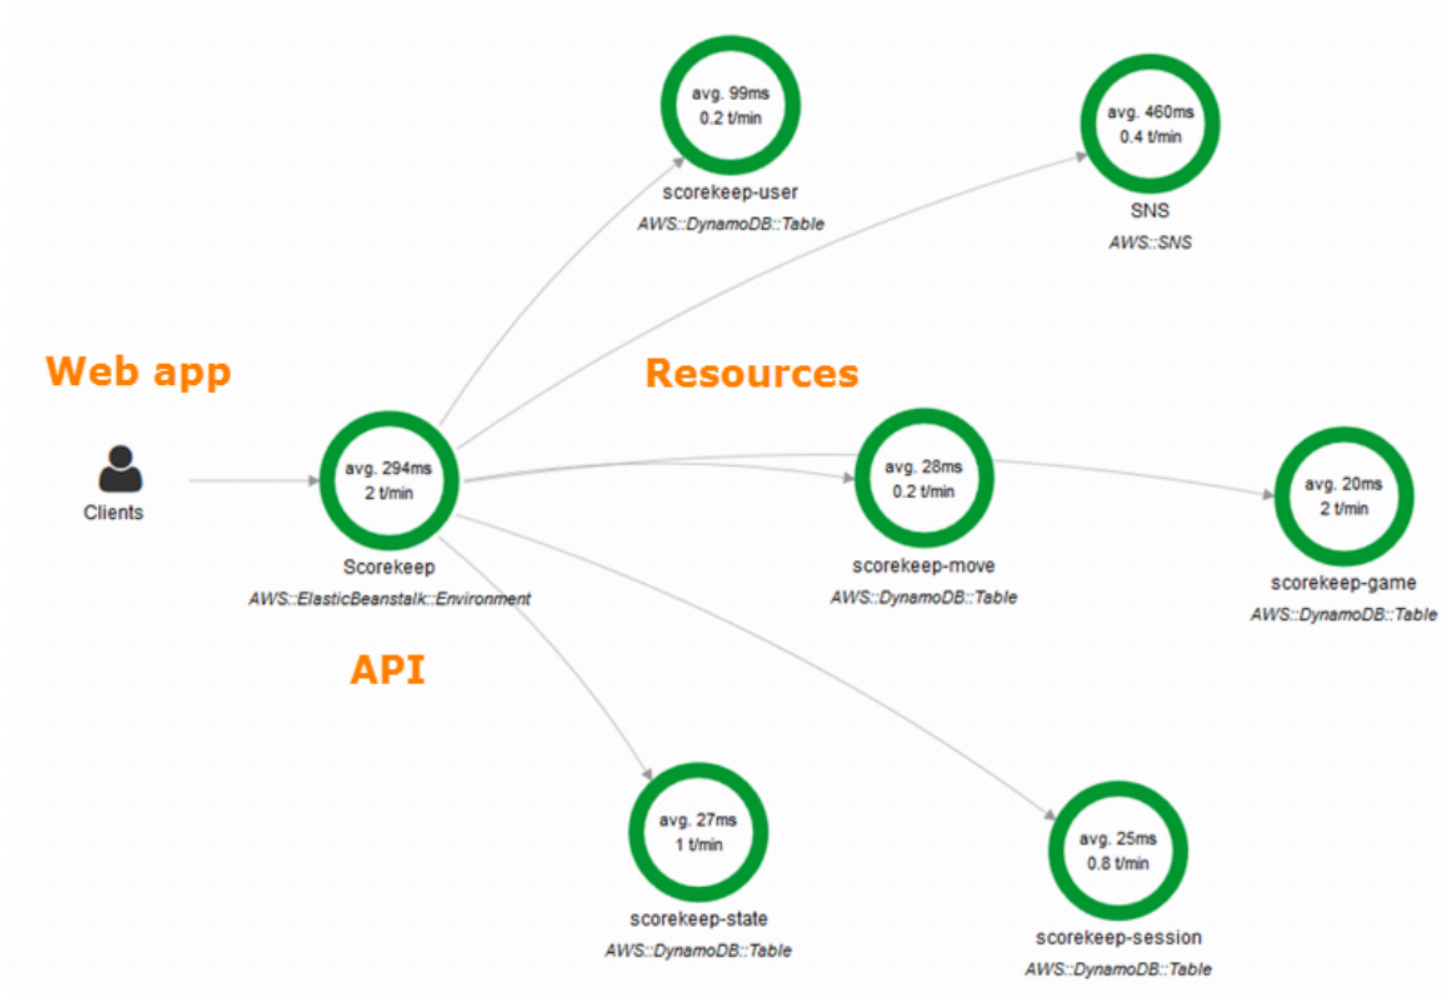 avg. 99ms
0.2 t/min
scorekeep-user
AWS::DynamoDB::Table
avg. 460ms
0.4 t/min
SNS
AWS::SNS
Web app
Resources
Clients
avg. 294ms
2 t/min
Scorekeep
AWS::ElasticBeanstalk::Environment
avg. 28ms
0.2 t/min
scorekeep-move
AWS::DynamoDB::Table
avg. 20ms
2 t/min
scorekeep-game
AWS::DynamoDB::Table
API
avg. 27ms
1 t/min
scorekeep-state
AWS::DynamoDB::Table
avg. 25ms
0.8 t/min
scorekeep-session
AWS::DynamoDB::Table